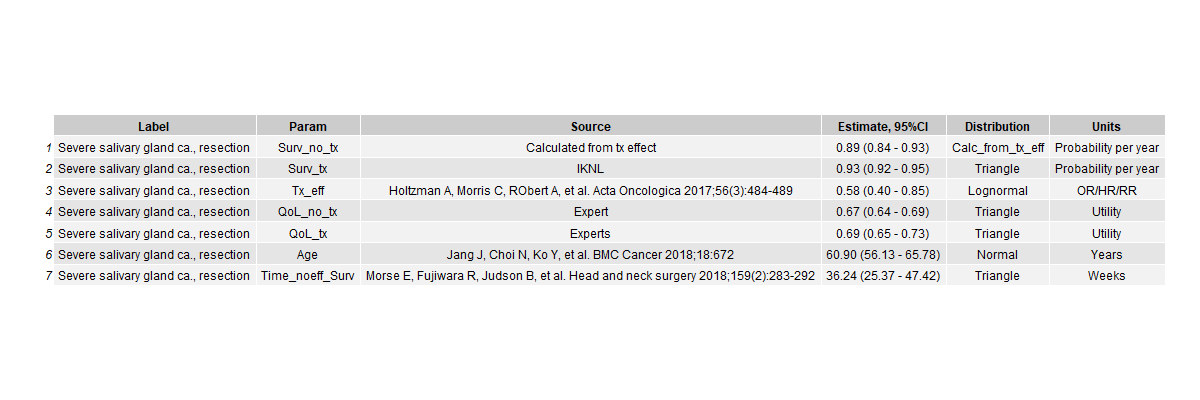 Label Param Source Estimate, 95%CI Distribution Units
1 Severe salivary gland ca., resection Surv_no_tx Calculated from tx effect 0.89 (0.84 - 0.93) Calc_from_tx_eff Probability per year
2 Severe salivary gland ca., resection Surv_tx IKNL 0.93 (0.92 - 0.95) Triangle Probability per year
3 Severe salivary gland ca., resection Tx_eff Holtzman A, Morris C, RObert A, et al. Acta Oncologica 2017;56(3):484-489 0.58 (0.40 - 0.85) Lognormal OR/HR/RR
4 Severe salivary gland ca., resection QoL_no_tx Expert 0.67 (0.64 - 0.69) Triangle Utility
5 Severe salivary gland ca., resection QoL_tx Experts 0.69 (0.65 - 0.73) Triangle Utility
6 Severe salivary gland ca., resection Age Jang J, Choi N, Ko Y, et al. BMC Cancer 2018;18:672 60.90 (56.13 - 65.78) Normal Years
7 Severe salivary gland ca., resection Time_noeff_Surv Morse E, Fujiwara R, Judson B, et al. Head and neck surgery 2018;159(2):283-292 36.24 (25.37 - 47.42) Triangle Weeks